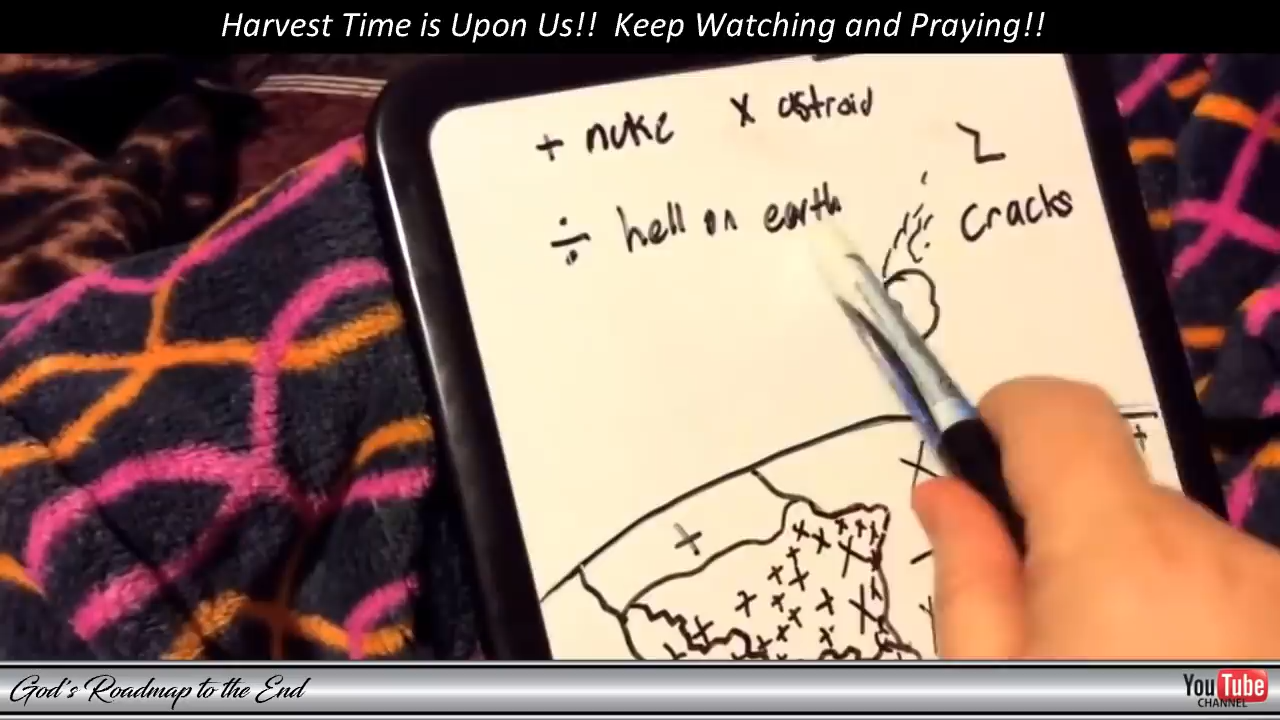 Harvest Time is Upon Us!! Keep Watching and Praying!!
+ nuke x astroid
÷ hell on earth
Cracks
God's Roadmap to the End
YouTube
CHANNEL